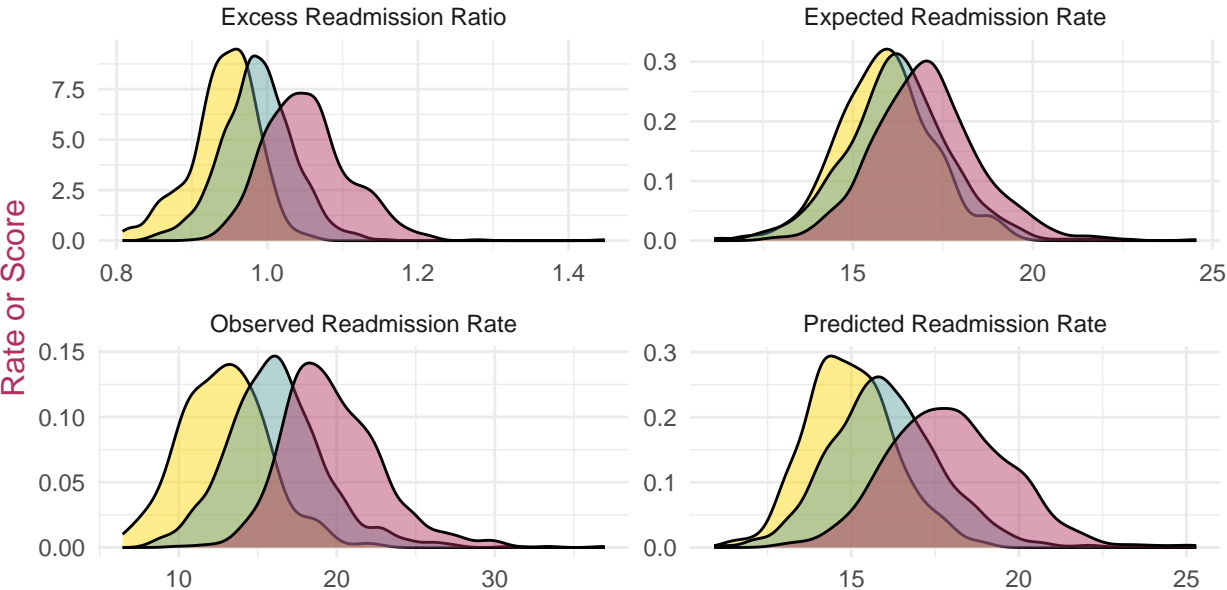 Rate or Score
Excess Readmission Ratio
7.5
5.0
2.5
0.0
0.8 1.0 1.2 1.4
Expected Readmission Rate
0.3
0.2
0.1
0.0
15 20 25
Observed Readmission Rate
0.15
0.10
0.05
0.00
10 20 30
Predicted Readmission Rate
0.3
0.2
0.1
0.0
15 20 25